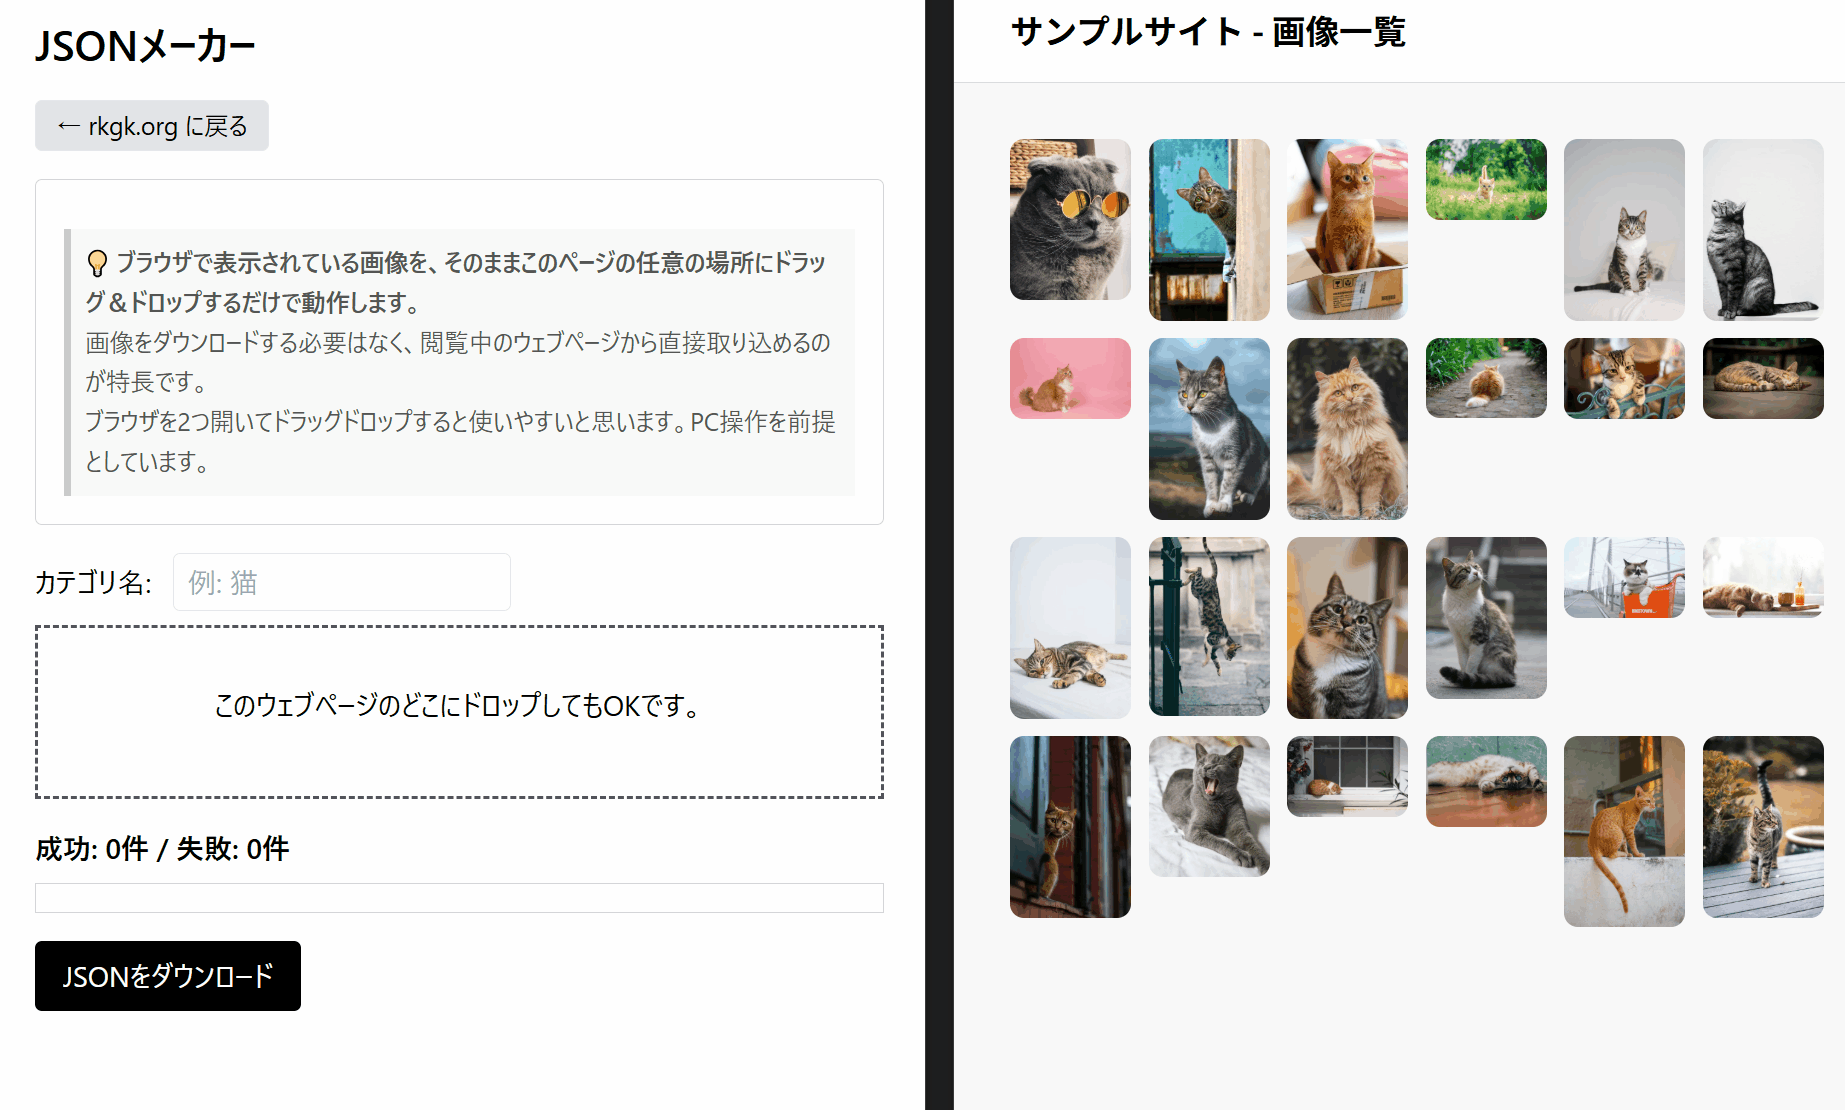 JSONメーカー
← rkgk.org に戻る
💡 ブラウザで表示されている画像を、そのままこのページの任意の場所にドラッ
グ＆ドロップするだけで動作します。
画像をダウンロードする必要はなく、閲覧中のウェブページから直接取り込めるの
が特長です。
ブラウザを2つ開いてドラッグドロップすると使いやすいと思います。PC操作を前提
としています。
カテゴリ名:
例: 猫
このウェブページのどこにドロップしてもOKです。
成功: 0件 / 失敗: 0件
JSONをダウンロード
サンプルサイト - 画像一覧